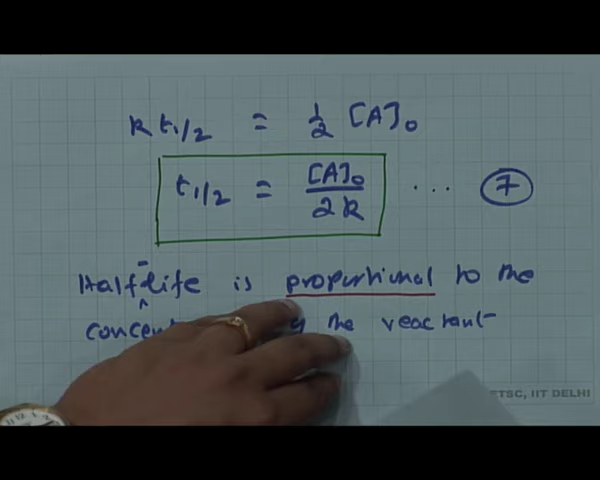 k t1/2 = 1/2 [A]0
t1/2 = [A]0/2k ... 7
Half-life is proportional to the
the reactant
ETSC, IIT DELHI